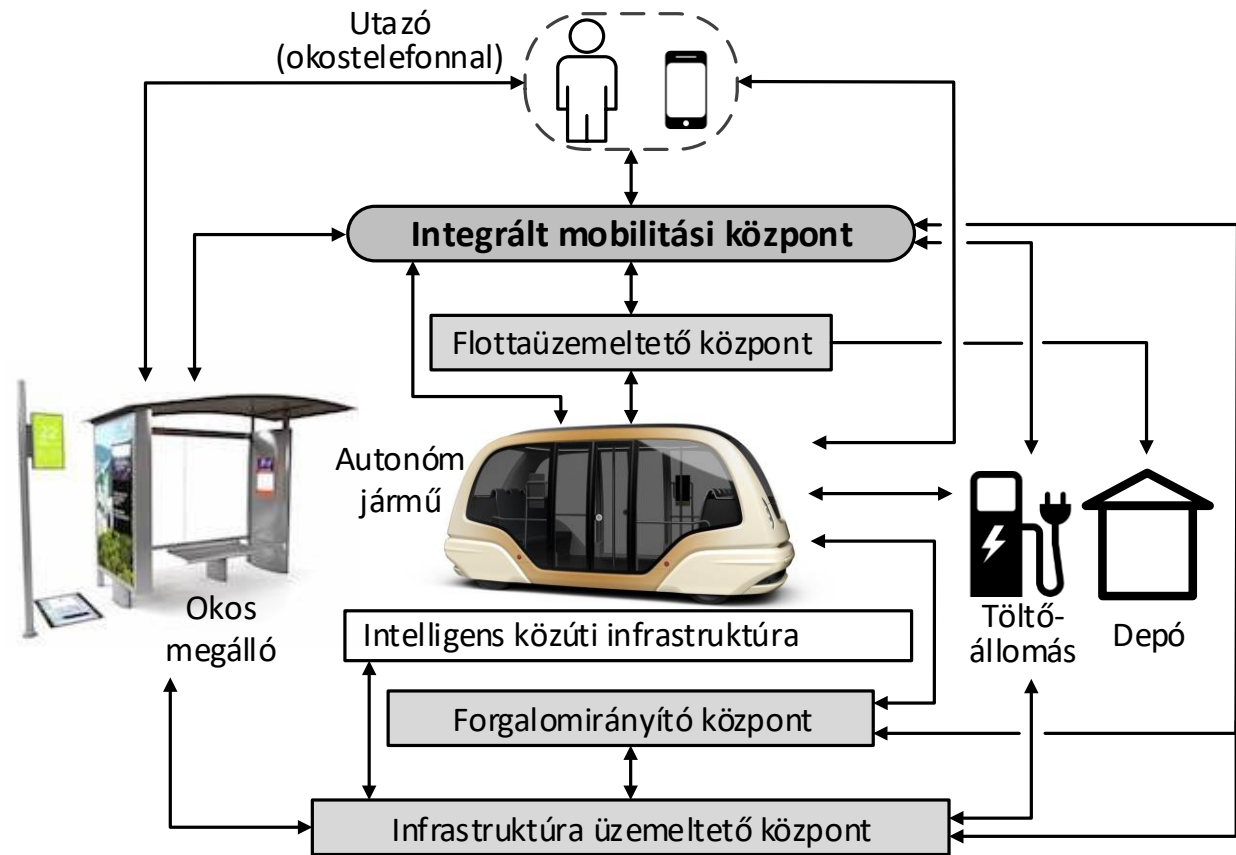 Utazó
(okostelefonnal)
Integrált mobilitási központ
Flottaüzemeltető központ
22
Autonóm
jármű
Okos
megálló
Töltő-
állomás
Depó
Intelligens közúti infrastruktúra
Forgalomirányító központ
Infrastruktúra üzemeltető központ